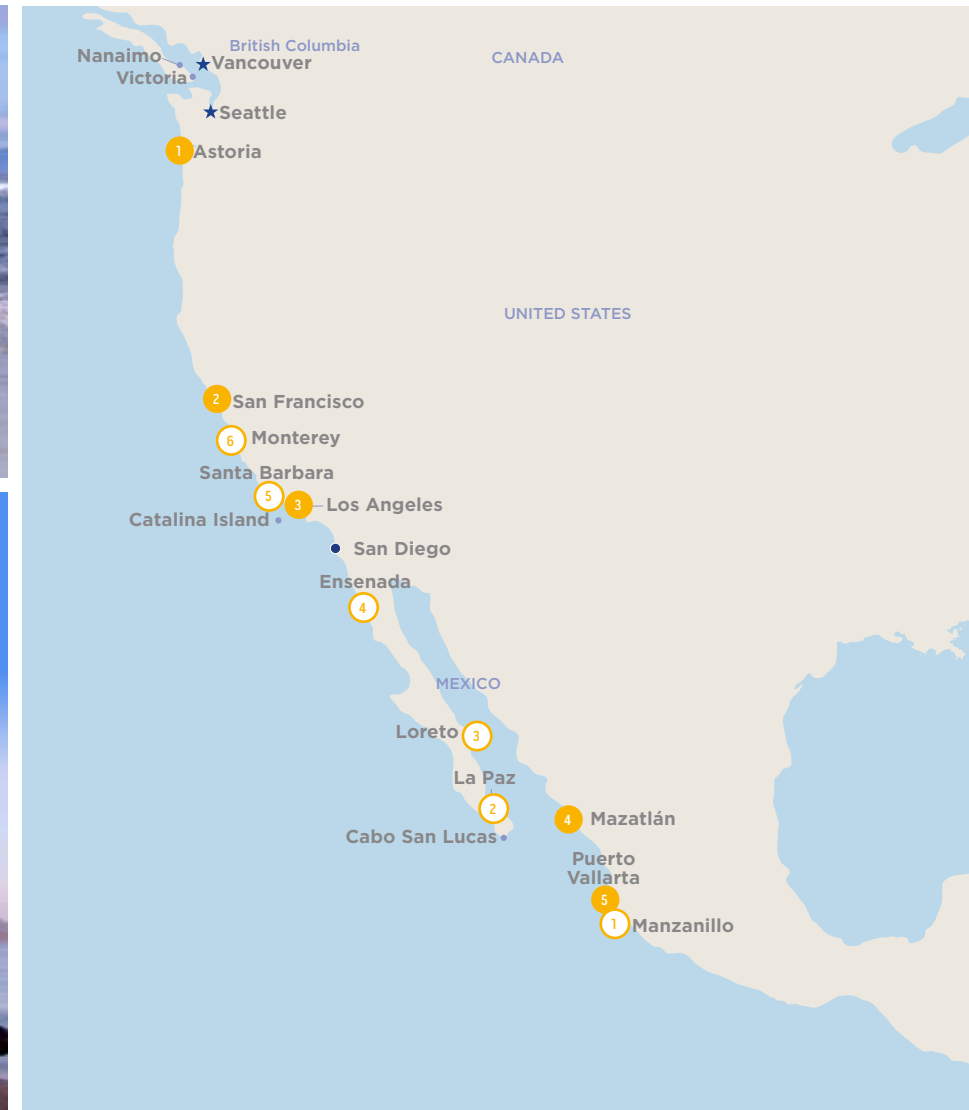 British Columbia
Nanaimo
Vancouver
CANADA
Victoria
Seattle
1 Astoria
UNITED STATES
2 San Francisco
6 Monterey
Santa Barbara
5
3 Los Angeles
Catalina Island
San Diego
Ensenada
4
MEXICO
Loreto 3
La Paz
2
4 Mazatlán
Cabo San Lucas
Puerto
Vallarta
5
1 Manzanillo